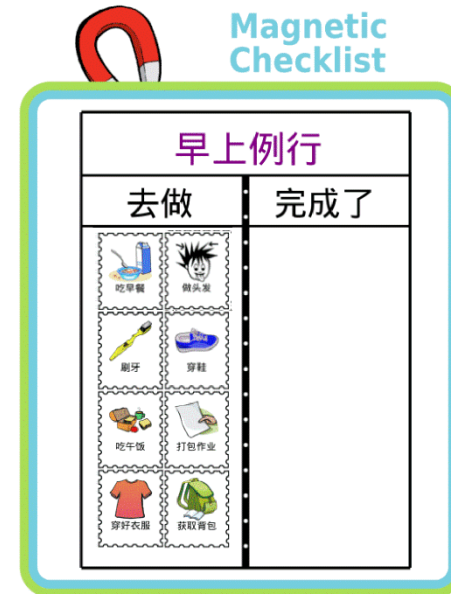 Magnetic
Checklist
早上例行
去做
完成了
吃早餐
做头发
刷牙
穿鞋
吃午饭
打包作业
穿好衣服
获取背包